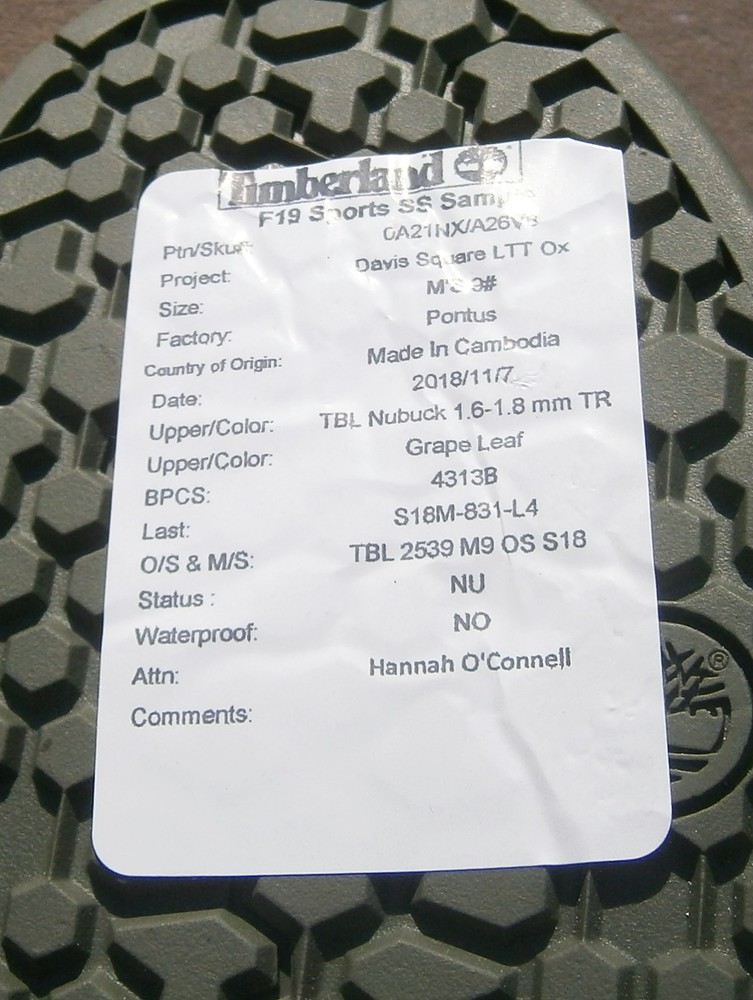 Timberland
F19 Sports SS Sample
Ptn/Sku#:
Project: Davis Square LTT Ox
Size: M's 9#
Factory: Pontus
Country of Origin: Made In Cambodia
Date: 2018/11/7
Upper/Color: TBL Nubuck 1.6-1.8 mm TR
Upper/Color: Grape Leaf
BPCS: 4313B
Last: S18M-831-L4
O/S & M/S: TBL 2539 M9 OS S18
Status : NU
Waterproof: NO
Attn: Hannah O'Connell
Comments:
®